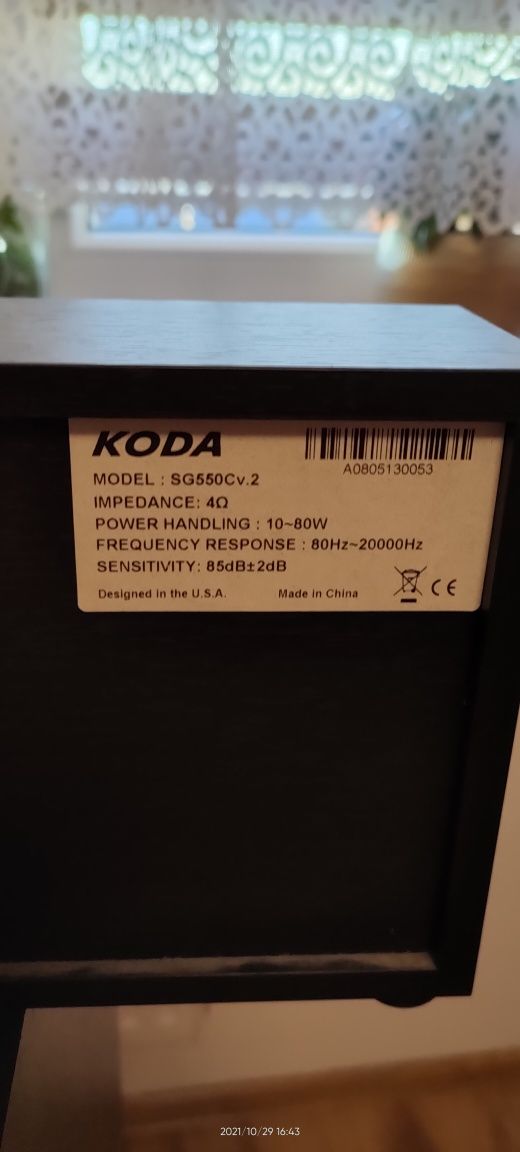 KODA
A0805130053
MODEL : SG550Cv.2
IMPEDANCE: 4Ω
POWER HANDLING : 10~80W
FREQUENCY RESPONSE : 80Hz~20000Hz
SENSITIVITY: 85dB±2dB
Designed in the U.S.A. Made in China
CE
2021/10/29 16:43